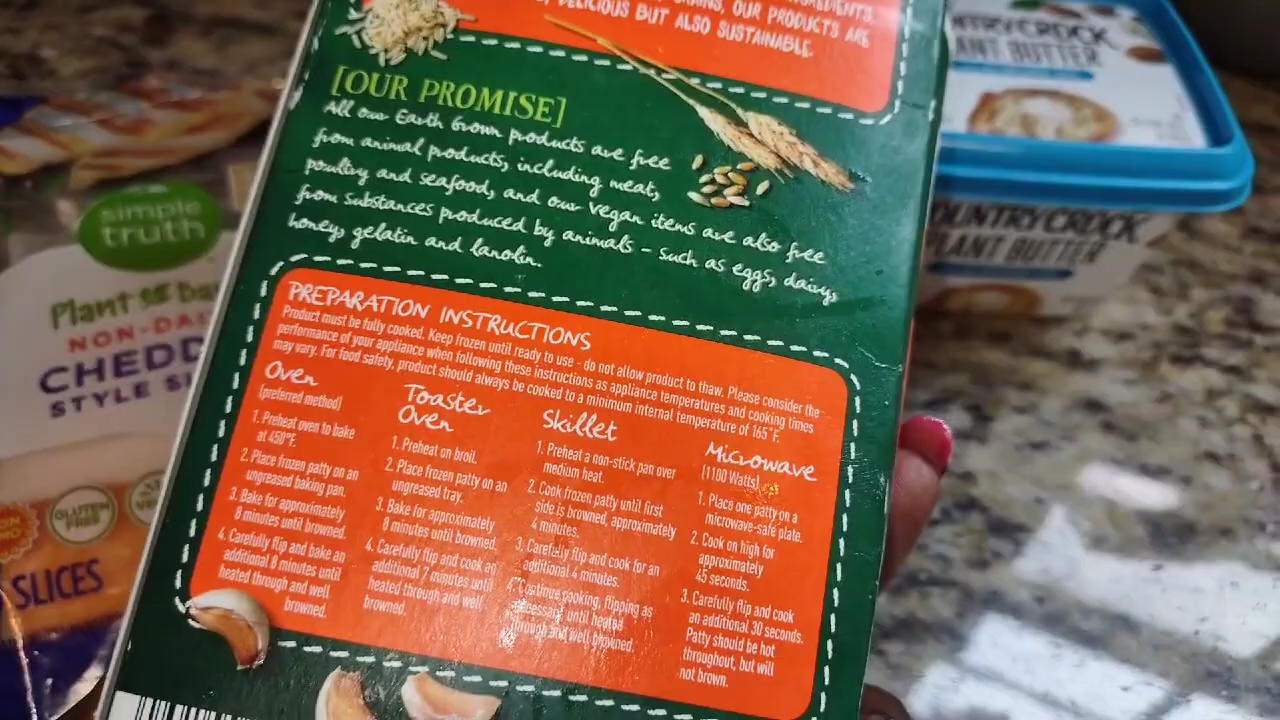 INGREDIENTS,
GRAINS, OUR PRODUCTS ARE
DELICIOUS BUT ALSO SUSTAINABLE.
[OUR PROMISE]
All our Earth Grown products are free
from animal products, including meat,
poultry and seafood, and our vegan items are also free
from substances produced by animals - such as eggs, dairy,
honey, gelatin and lanolin.
PREPARATION INSTRUCTIONS
Product must be fully cooked. Keep frozen until ready to use - do not allow product to thaw. Please consider the
performance of your appliance when following these instructions as appliance temperatures and cooking times
may vary. For food safety, product should always be cooked to a minimum internal temperature of 165°F.
Oven
(preferred method)
1. Preheat oven to bake
at 450°F.
2. Place frozen patty on an
ungreased baking pan.
3. Bake for approximately
8 minutes until browned.
4. Carefully flip and bake an
additional 8 minutes until
heated through and well
browned.
Toaster
Oven
1. Preheat on broil.
2. Place frozen patty on an
ungreased tray.
3. Bake for approximately
8 minutes until browned.
4. Carefully flip and cook an
additional 7 minutes until
heated through and well
browned.
Skillet
1. Preheat a non-stick pan over
medium heat.
2. Cook frozen patty until first
side is browned, approximately
4 minutes.
3. Carefully flip and cook for an
additional 4 minutes.
Continue cooking, flipping as
necessary until heated
through and well browned.
Microwave
(1100 Watts)
1. Place one patty on a
microwave-safe plate.
2. Cook on high for
approximately
45 seconds.
3. Carefully flip and cook
an additional 30 seconds.
Patty should be hot
throughout, but will
not brown.
simple
truth
Plant
NON-DAI
CHEDD
STYLE SL
GLUTEN
FREE
SLICES
NTRY CROCK
ANT BUTTER
OUNTRY CROCK
PLANT BUTTER